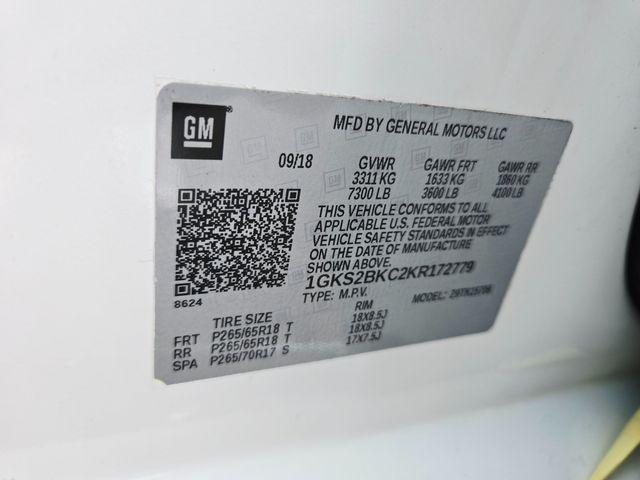 GM
MFD BY GENERAL MOTORS LLC
09/18 GVWR GAWR FRT GAWR RR
3311 KG 1633 KG 1860 KG
7300 LB 3600 LB 4100 LB
THIS VEHICLE CONFORMS TO ALL
APPLICABLE U.S. FEDERAL MOTOR
VEHICLE SAFETY STANDARDS IN EFFECT
ON THE DATE OF MANUFACTURE
SHOWN ABOVE.
1GKS2BKC2KR172779
8624
TYPE: M.P.V. MODEL:
TIRE SIZE RIM
FRT P265/65R18 T 18X8.5J
RR P265/65R18 T 18X8.5J
SPA P265/70R17 S 17X7.5J